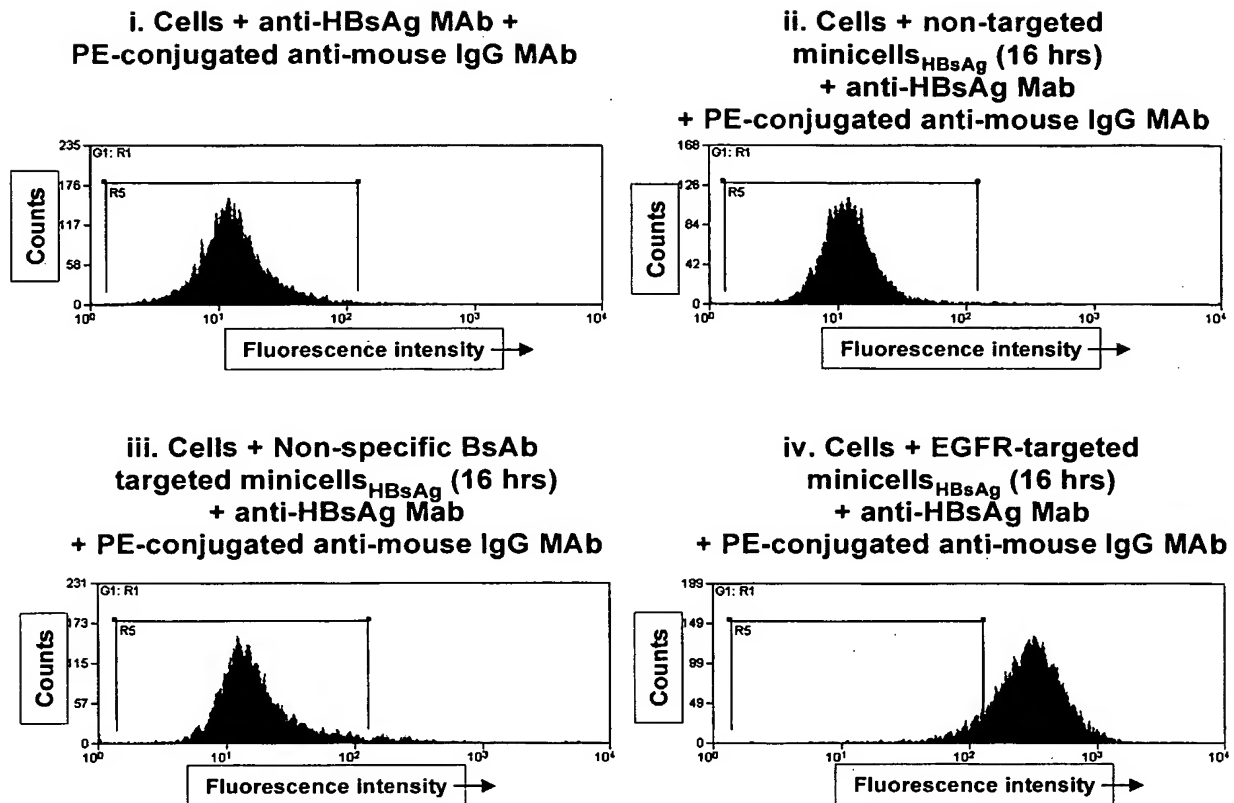 i. Cells + anti-HBsAg MAb +
PE-conjugated anti-mouse IgG MAb
235
176
117
58
0
G1: R1
R5
Counts
10⁰ 10¹ 10² 10³ 10⁴
Fluorescence intensity
ii. Cells + non-targeted
minicellsHBsAg (16 hrs)
+ anti-HBsAg Mab
+ PE-conjugated anti-mouse IgG MAb
168
126
84
42
0
G1: R1
R5
Counts
10⁰ 10¹ 10² 10³ 10⁴
Fluorescence intensity
iii. Cells + Non-specific BsAb
targeted minicellsHBsAg (16 hrs)
+ anti-HBsAg Mab
+ PE-conjugated anti-mouse IgG MAb
231
173
115
57
0
G1: R1
R5
Counts
10⁰ 10¹ 10² 10³ 10⁴
Fluorescence intensity
iv. Cells + EGFR-targeted
minicellsHBsAg (16 hrs)
+ anti-HBsAg Mab
+ PE-conjugated anti-mouse IgG MAb
199
149
99
49
0
G1: R1
R5
Counts
10⁰ 10¹ 10² 10³ 10⁴
Fluorescence intensity